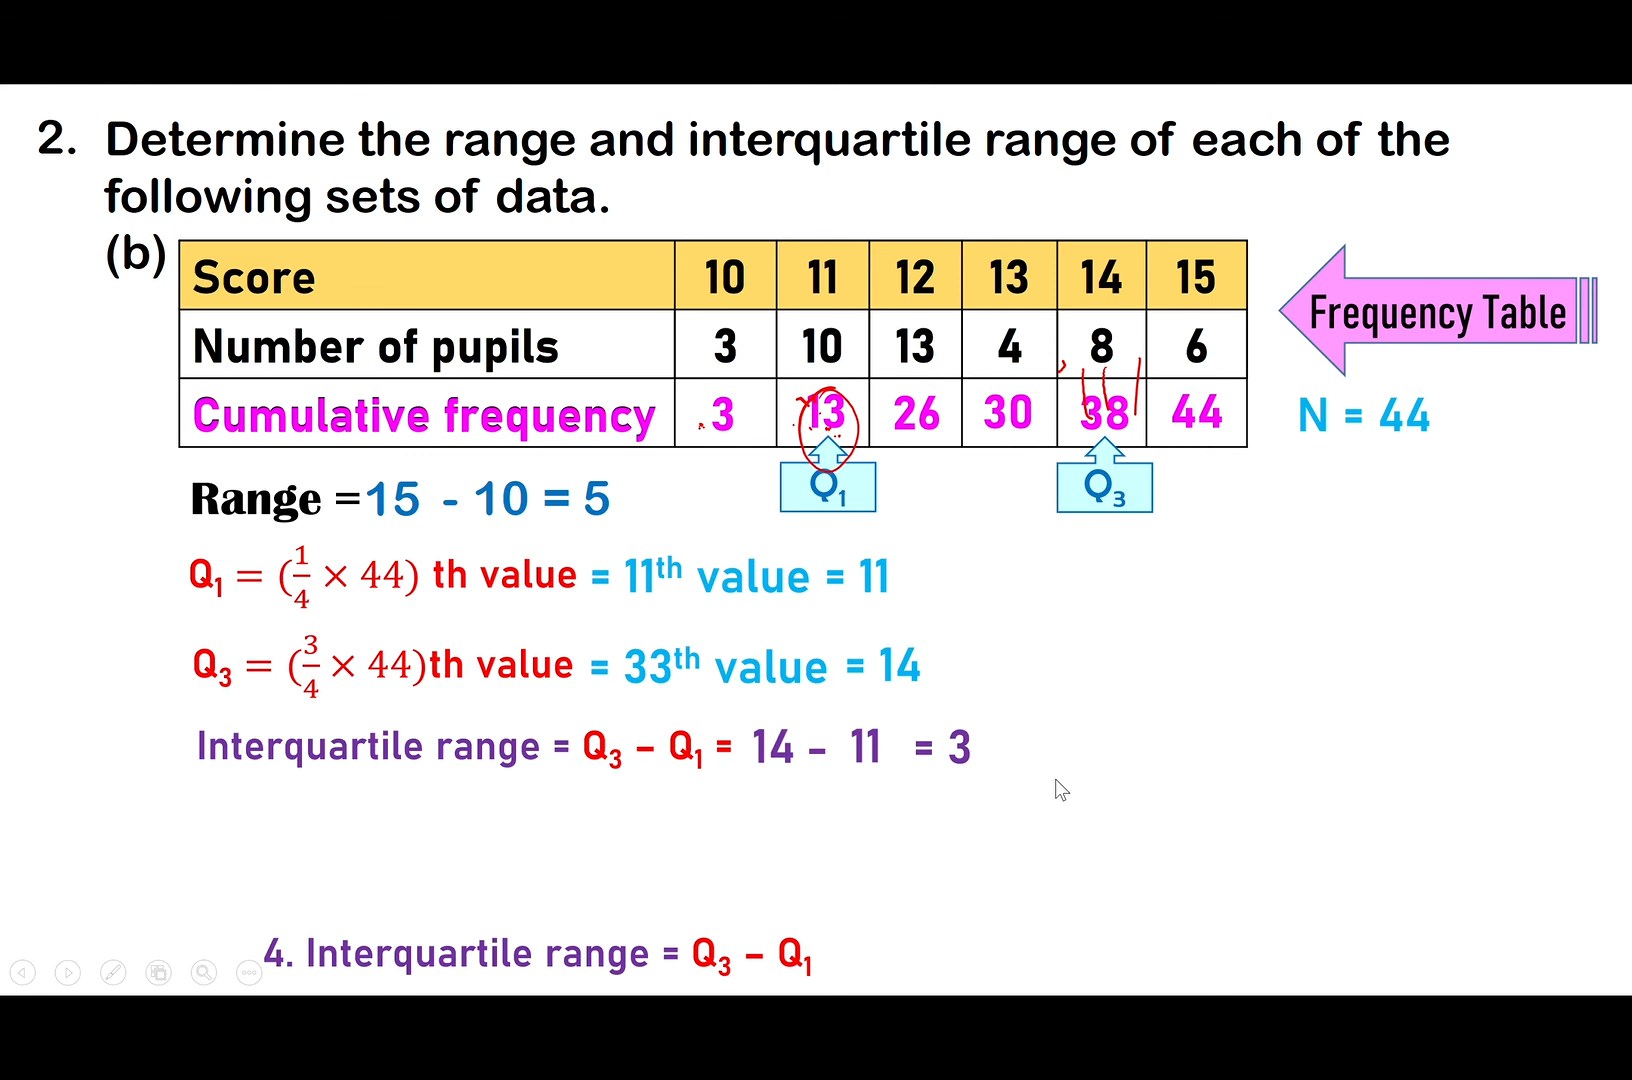 2. Determine the range and interquartile range of each of the
following sets of data.
(b) Score 10 11 12 13 14 15
Number of pupils 3 10 13 4 8 6
Cumulative frequency 3 13 26 30 38 44
Frequency Table
N = 44
Q₁ Q₃
Range = 15 - 10 = 5
Q₁ = (1/4 × 44) th value = 11th value = 11
Q₃ = (3/4 × 44)th value = 33th value = 14
Interquartile range = Q₃ – Q₁ = 14 – 11 = 3
4. Interquartile range = Q₃ – Q₁